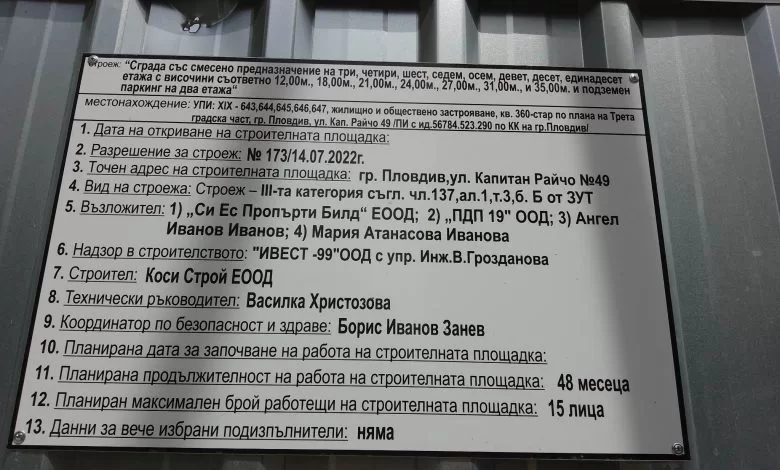 Строеж: "Сграда със смесено предназначение на три, четири, шест, седем, осем, девет, десет, единадесет
етажа с височини съответно 12,00м., 18,00м., 21,00м., 24,00м., 27,00м., 31,00м., и 35,00м. и подземен
паркинг на два етажа"
местонахождение: УПИ: XIX - 643,644,645,646,647, жилищно и обществено застрояване, кв. 360-стар по плана на Трета
градска част, гр. Пловдив, ул. Кап. Райчо 49 /ПИ с ид.56784.523.290 по КК на гр.Пловдив/
1. Дата на откриване на строителната площадка:
2. Разрешение за строеж: № 173/14.07.2022г.
3. Точен адрес на строителната площадка: гр. Пловдив,ул. Капитан Райчо №49
4. Вид на строежа: Строеж – III-та категория съгл. чл.137,ал.1,т.3,б. Б от ЗУТ
5. Възложител: 1) „Си Ес Пропърти Билд“ ЕООД; 2) „ПДП 19" ООД; 3) Ангел
Иванов Иванов; 4) Мария Атанасова Иванова
6. Надзор в строителството: "ИВЕСТ -99"ООД с упр. Инж.В.Грозданова
7. Строител: Коси Строй ЕООД
8. Технически ръководител: Василка Христозова
9. Координатор по безопасност и здраве: Борис Иванов Занев
10. Планирана дата за започване на работа на строителната площадка:
11. Планирана продължителност на работа на строителната площадка: 48 месеца
12. Планиран максимален брой работещи на строителната площадка: 15 лица
13. Данни за вече избрани подизпълнители: няма